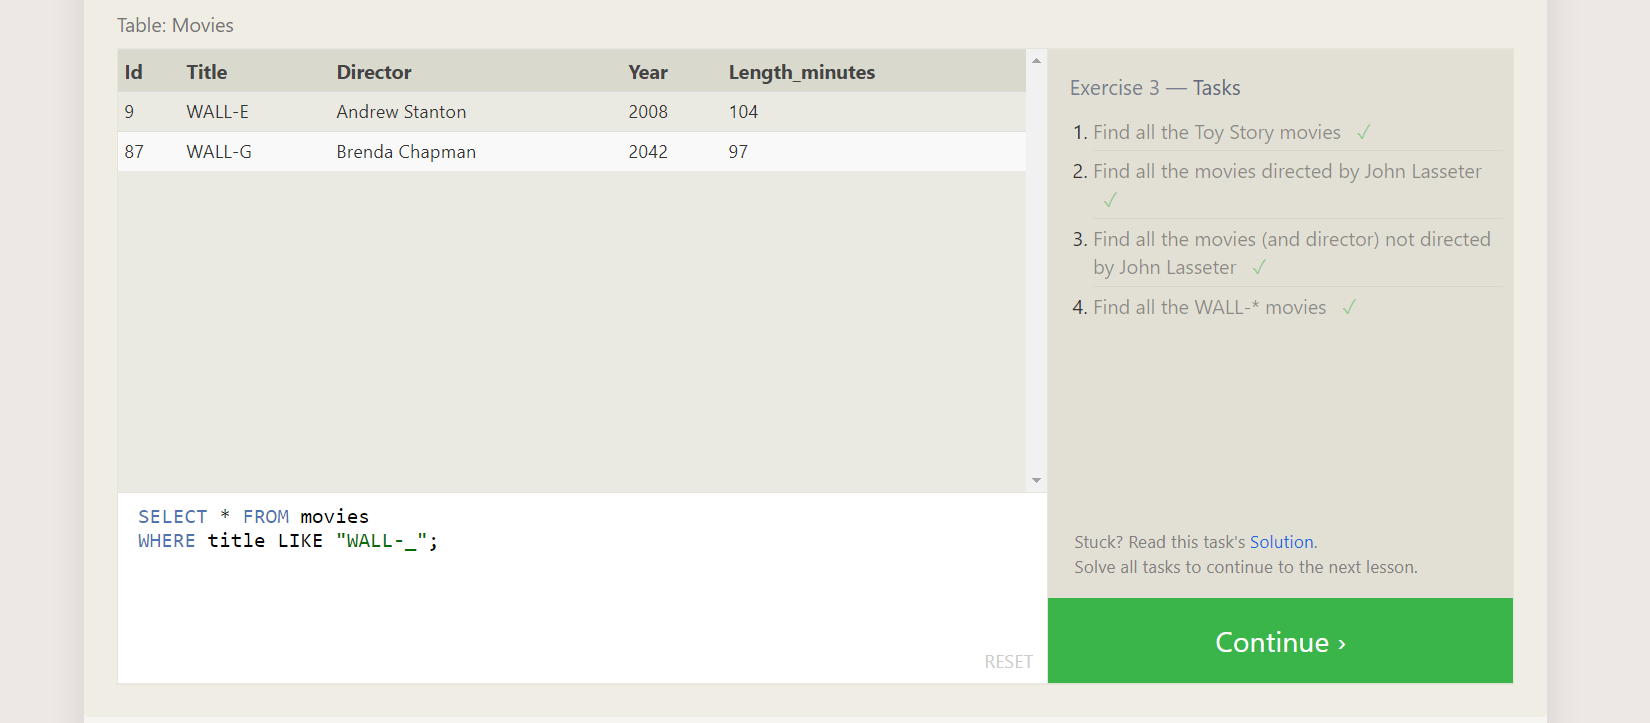 Table: Movies
Id Title Director Year Length_minutes
9 WALL-E Andrew Stanton 2008 104
87 WALL-G Brenda Chapman 2042 97
SELECT * FROM movies
WHERE title LIKE "WALL-_";
RESET
Exercise 3 — Tasks
1. Find all the Toy Story movies ✓
2. Find all the movies directed by John Lasseter
✓
3. Find all the movies (and director) not directed
by John Lasseter ✓
4. Find all the WALL-* movies ✓
Stuck? Read this task's Solution.
Solve all tasks to continue to the next lesson.
Continue ›